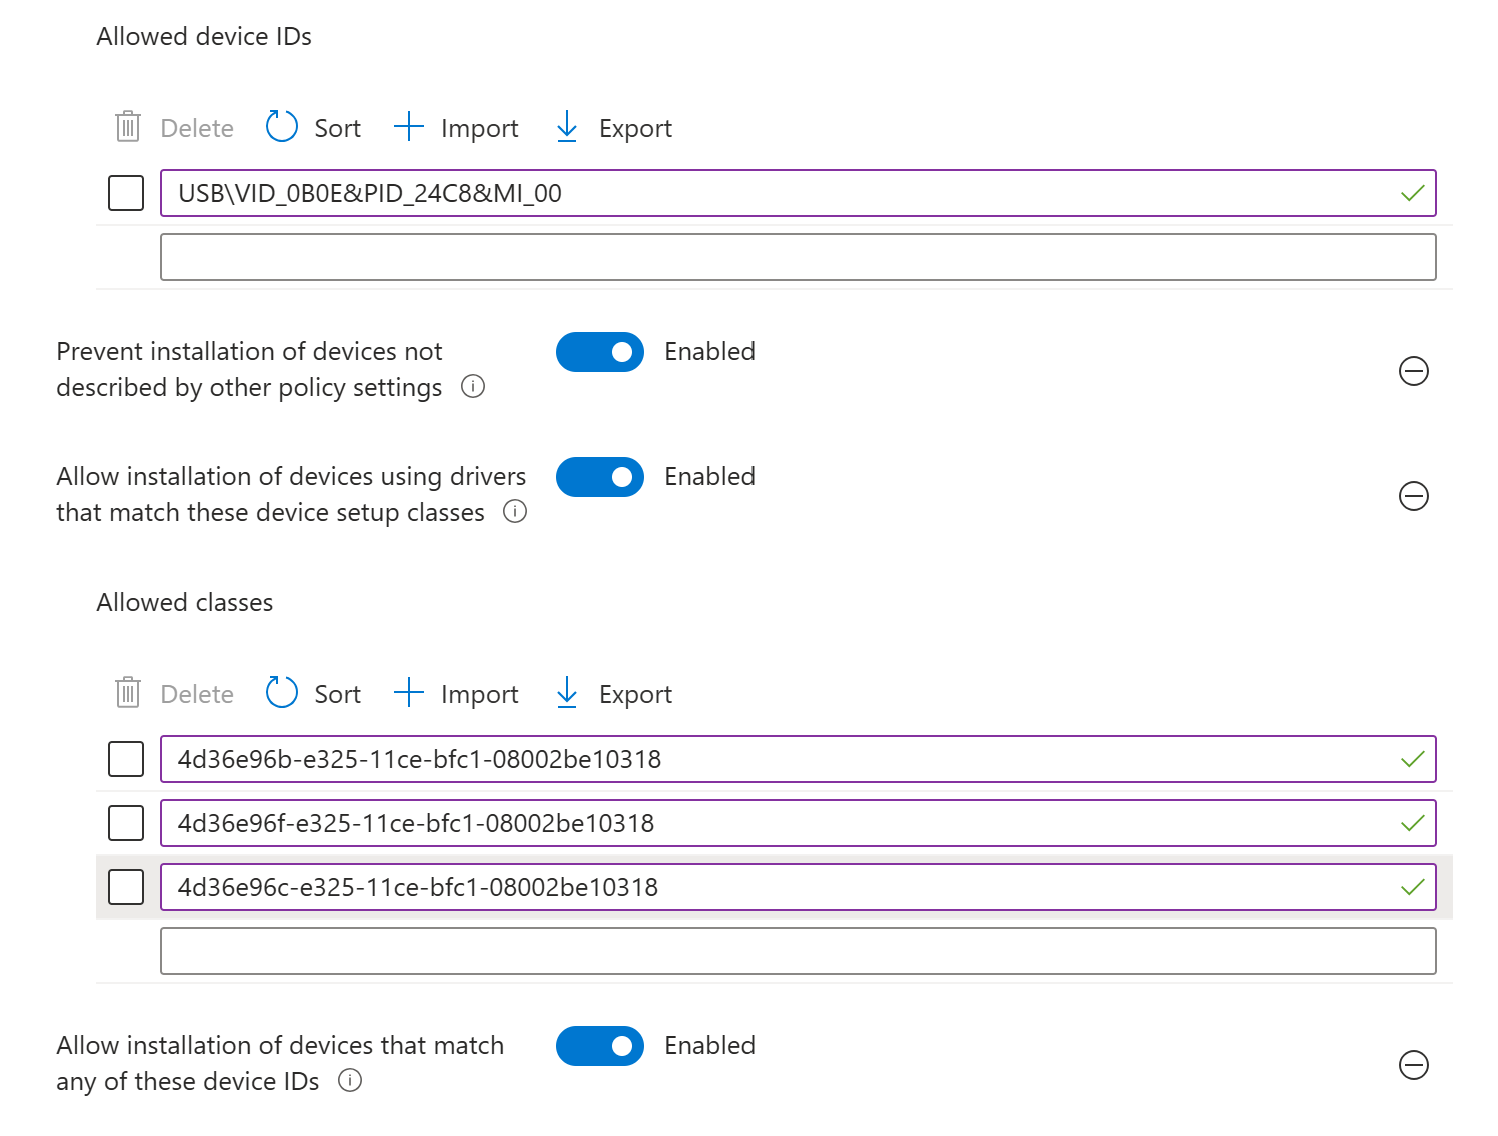 Allowed device IDs
Delete Sort Import Export
USB\VID_0B0E&PID_24C8&MI_00
Prevent installation of devices not
described by other policy settings
Enabled
Allow installation of devices using drivers
that match these device setup classes
Enabled
Allowed classes
Delete Sort Import Export
4d36e96b-e325-11ce-bfc1-08002be10318
4d36e96f-e325-11ce-bfc1-08002be10318
4d36e96c-e325-11ce-bfc1-08002be10318
Allow installation of devices that match
any of these device IDs
Enabled